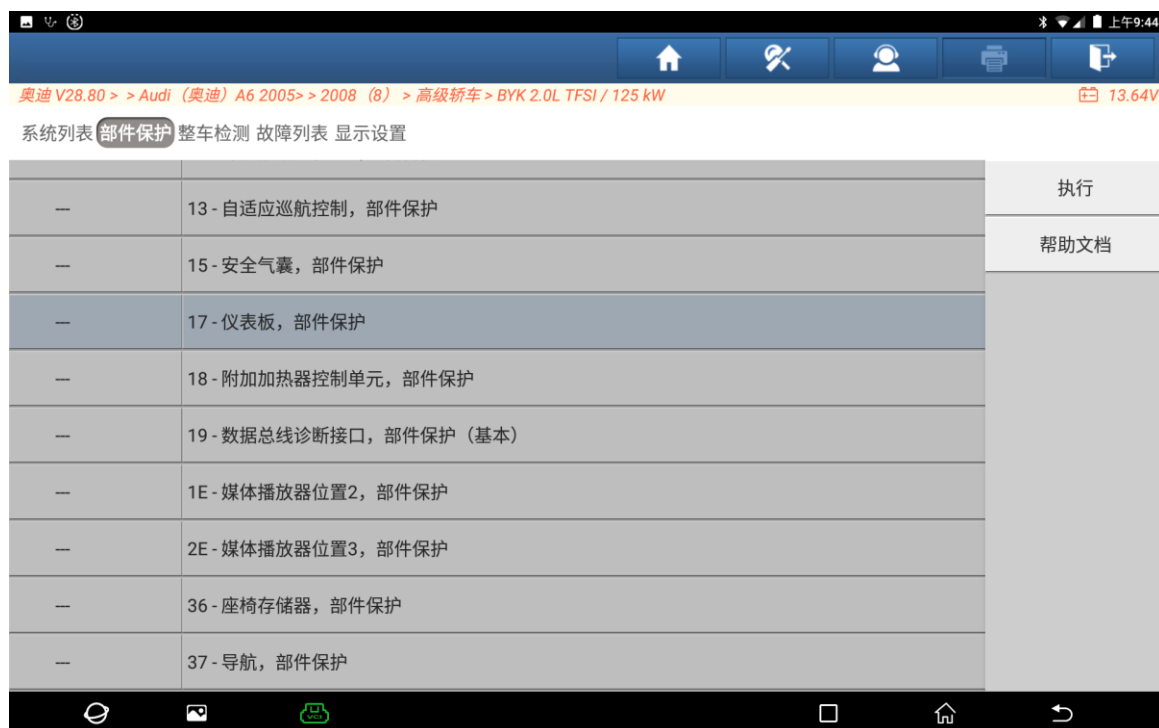 上午9:44
奥迪 V28.80 > > Audi（奥迪）A6 2005> > 2008（8） > 高级轿车 > BYK 2.0L TFSI / 125 kW
13.64V
系统列表 部件保护 整车检测 故障列表 显示设置
执行
帮助文档
--- 13 - 自适应巡航控制，部件保护
--- 15 - 安全气囊，部件保护
--- 17 - 仪表板，部件保护
--- 18 - 附加加热器控制单元，部件保护
--- 19 - 数据总线诊断接口，部件保护（基本）
--- 1E - 媒体播放器位置2，部件保护
--- 2E - 媒体播放器位置3，部件保护
--- 36 - 座椅存储器，部件保护
--- 37 - 导航，部件保护
VCI